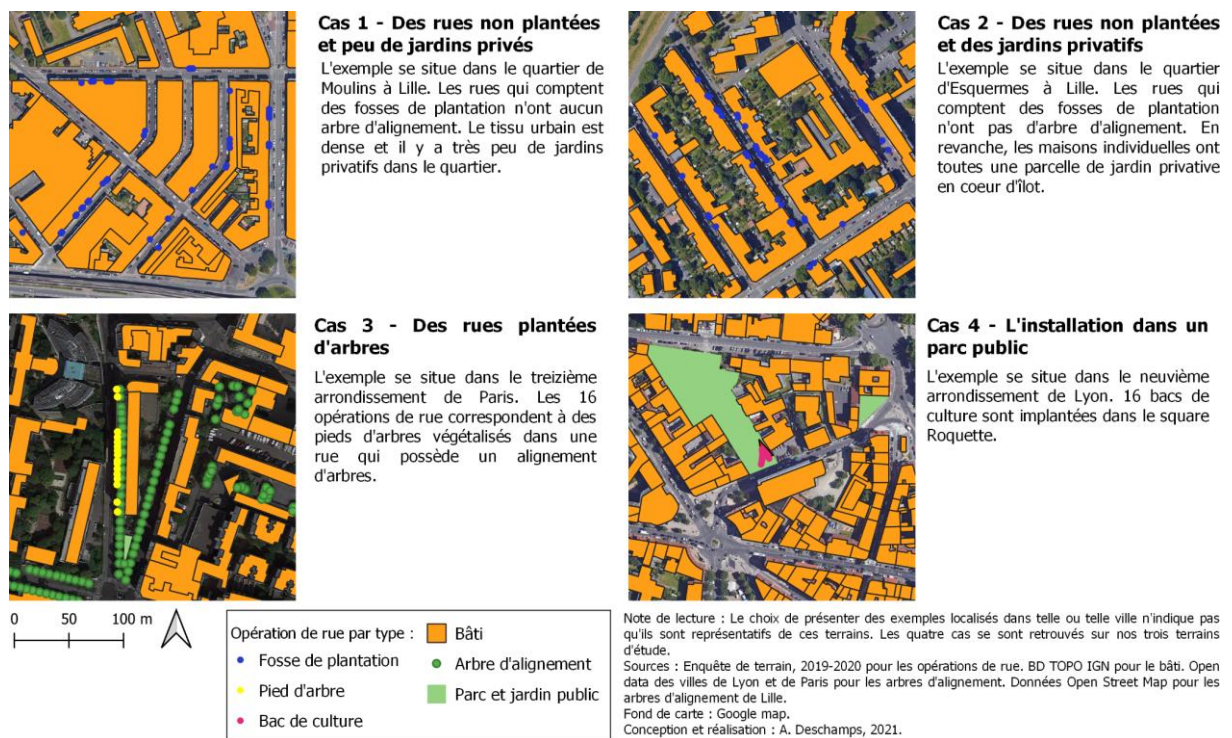 Cas 1 - Des rues non plantées
et peu de jardins privés
L'exemple se situe dans le quartier de
Moulins à Lille. Les rues qui comptent
des fosses de plantation n'ont aucun
arbre d'alignement. Le tissu urbain est
dense et il y a très peu de jardins
privatifs dans le quartier.
Cas 2 - Des rues non plantées
et des jardins privatifs
L'exemple se situe dans le quartier
d'Esquermes à Lille. Les rues qui
comptent des fosses de plantation
n'ont pas d'arbre d'alignement. En
revanche, les maisons individuelles ont
toutes une parcelle de jardin privative
en coeur d'îlot.
Cas 3 - Des rues plantées
d'arbres
L'exemple se situe dans le treizième
arrondissement de Paris. Les 16
opérations de rue correspondent à des
pieds d'arbres végétalisés dans une
rue qui possède un alignement
d'arbres.
Cas 4 - L'installation dans un
parc public
L'exemple se situe dans le neuvième
arrondissement de Lyon. 16 bacs de
culture sont implantées dans le square
Roquette.
0 50 100 m
Opération de rue par type :
Fosse de plantation
Pied d'arbre
Bac de culture
Bâti
Arbre d'alignement
Parc et jardin public
Note de lecture : Le choix de présenter des exemples localisés dans telle ou telle ville n'indique pas
qu'ils sont représentatifs de ces terrains. Les quatre cas se sont retrouvés sur nos trois terrains
d'étude.
Sources : Enquête de terrain, 2019-2020 pour les opérations de rue. BD TOPO IGN pour le bâti. Open
data des villes de Lyon et de Paris pour les arbres d'alignement. Données Open Street Map pour les
arbres d'alignement de Lille.
Fond de carte : Google map.
Conception et réalisation : A. Deschamps, 2021.